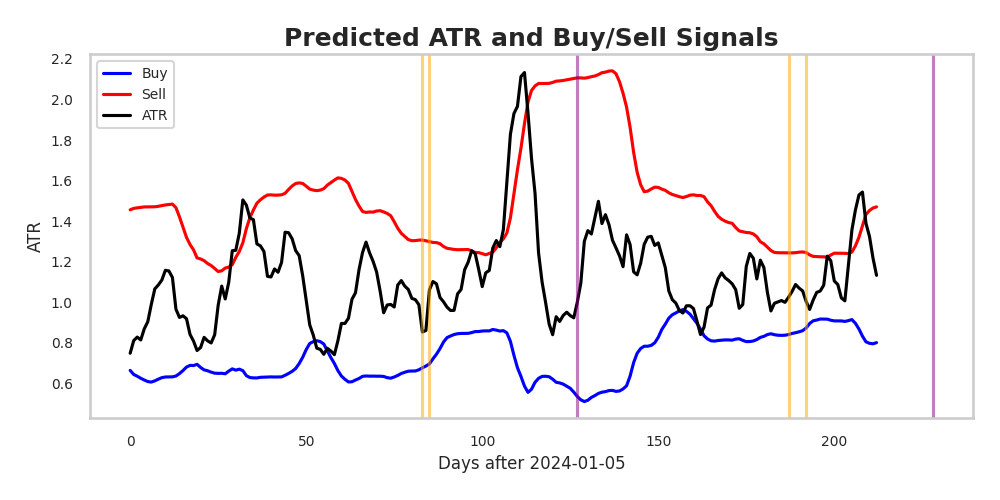 Predicted ATR and Buy/Sell Signals
Buy
Sell
ATR
2.2
2.0
1.8
1.6
1.4
1.2
1.0
0.8
0.6
ATR
0 50 100 150 200
Days after 2024-01-05